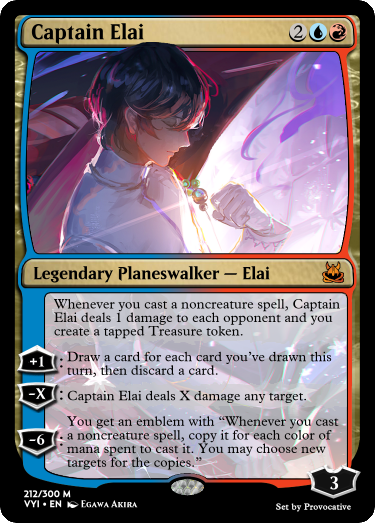 Captain Elai 2
Legendary Planeswalker — Elai
Whenever you cast a noncreature spell, Captain
Elai deals 1 damage to each opponent and you
create a tapped Treasure token.
+1: Draw a card for each card you've drawn this
turn, then discard a card.
-X: Captain Elai deals X damage any target.
You get an emblem with “Whenever you cast
-6: a noncreature spell, copy it for each color of
mana spent to cast it. You may choose new
targets for the copies.”
3
212/300 M
VYI • EN Egawa Akira
Set by Provocative